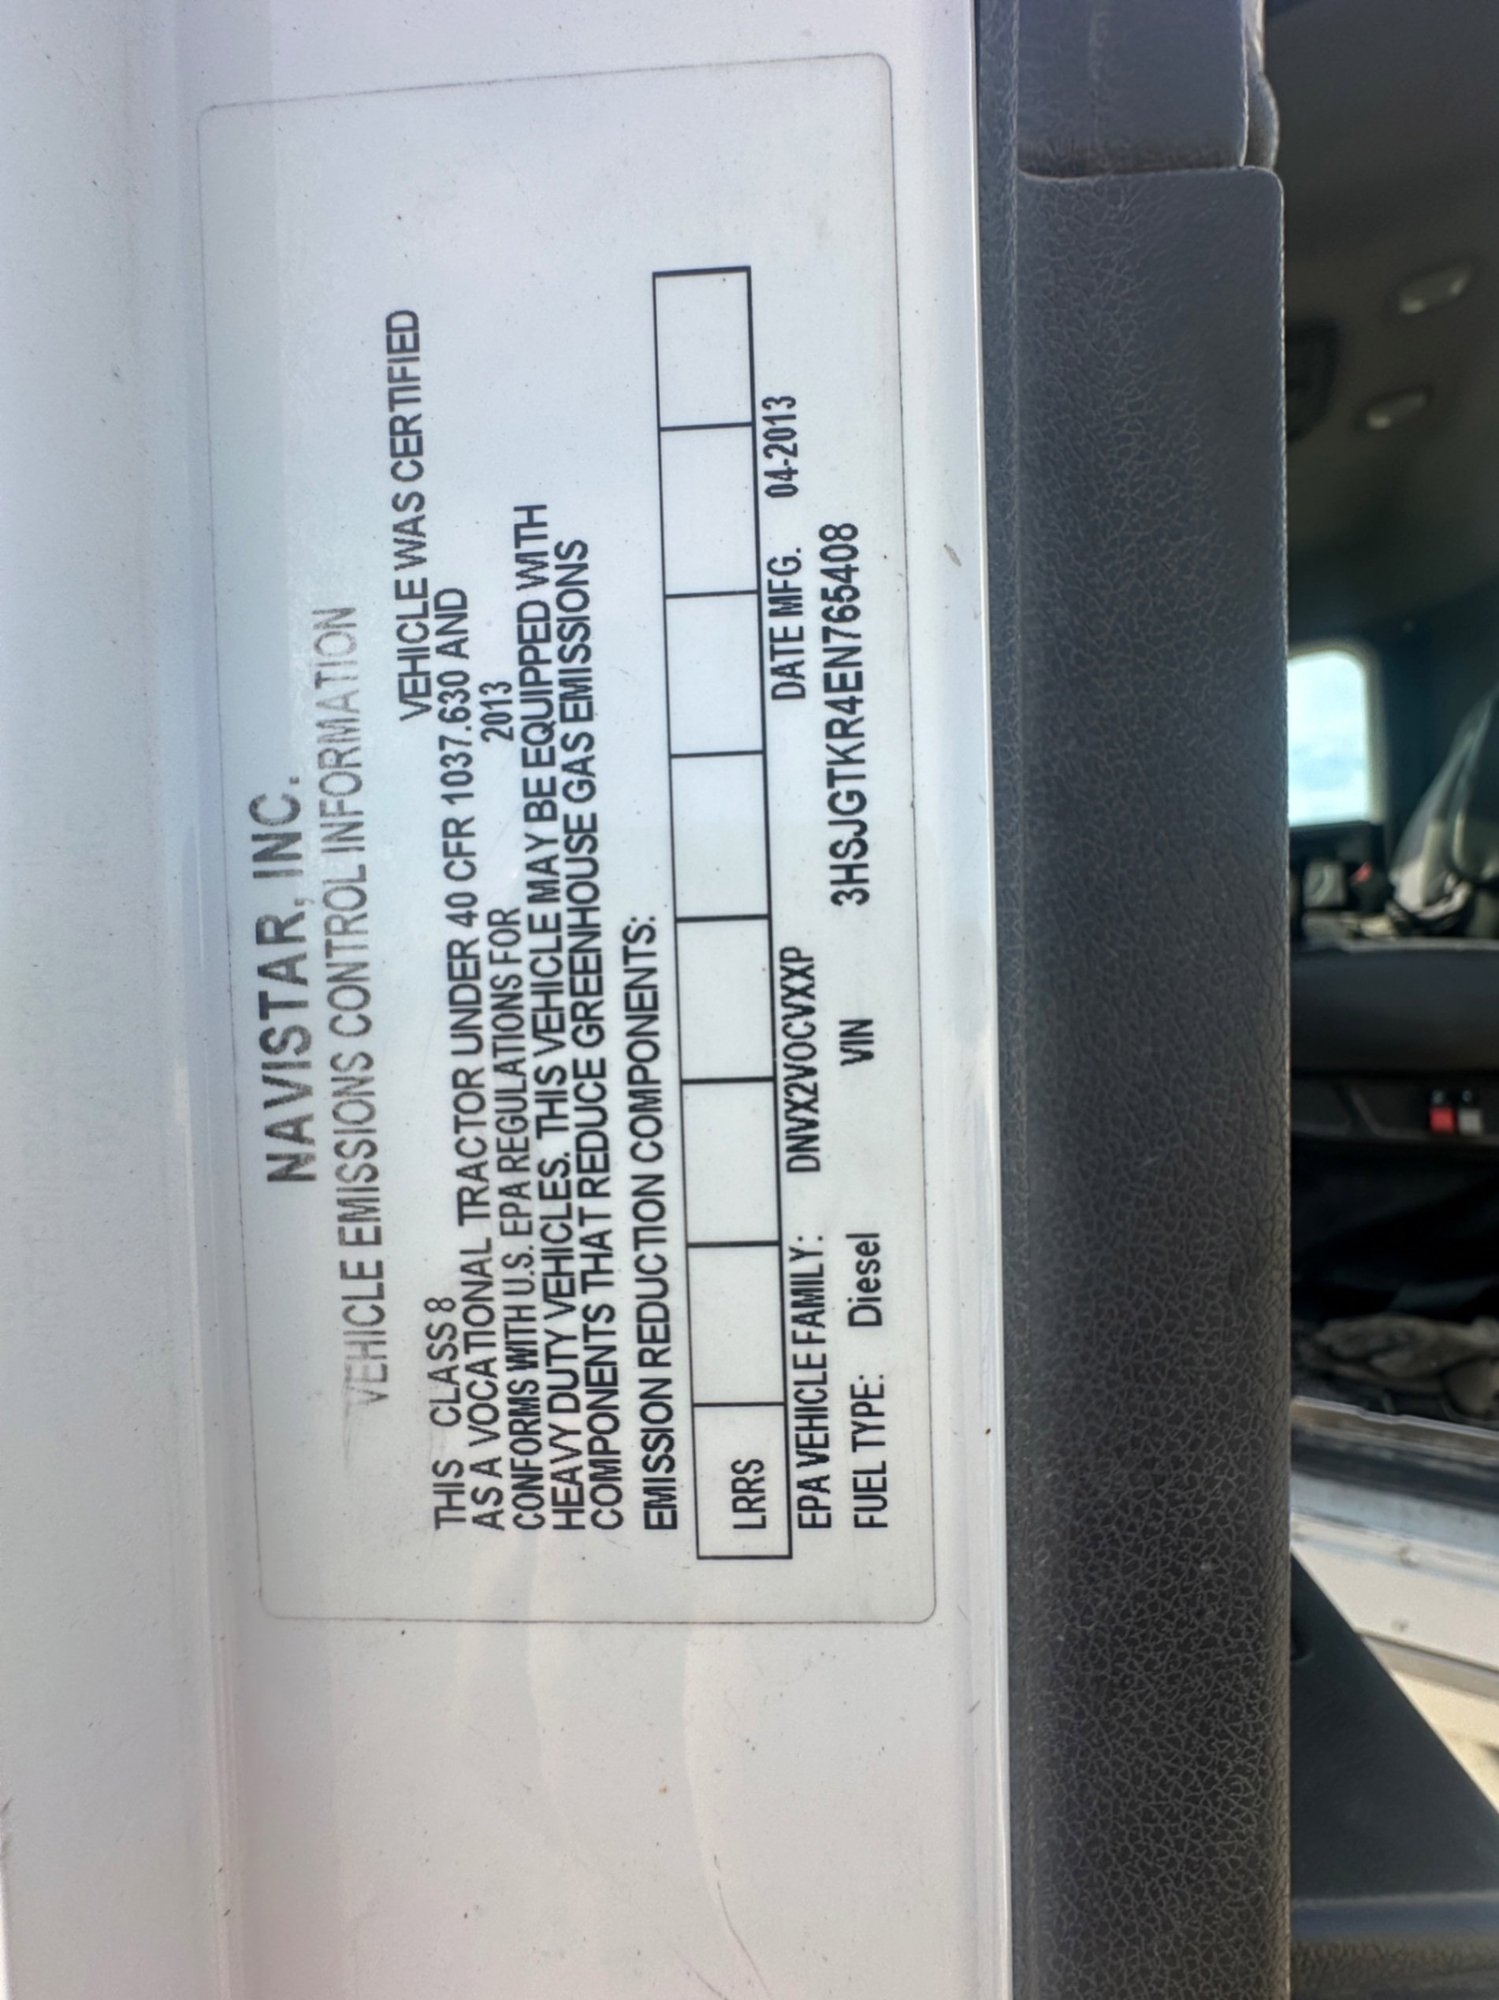 NAVISTAR, INC.
VEHICLE EMISSIONS CONTROL INFORMATION
THIS CLASS 8 VEHICLE WAS CERTIFIED
AS A VOCATIONAL TRACTOR UNDER 40 CFR 1037.630 AND
CONFORMS WITH U.S. EPA REGULATIONS FOR 2013
HEAVY DUTY VEHICLES. THIS VEHICLE MAY BE EQUIPPED WITH
COMPONENTS THAT REDUCE GREENHOUSE GAS EMISSIONS
EMISSION REDUCTION COMPONENTS:
LRRS
EPA VEHICLE FAMILY: DNVX2VOCVXXP DATE MFG. 04-2013
FUEL TYPE: Diesel VIN 3HSJGTKR4EN765408